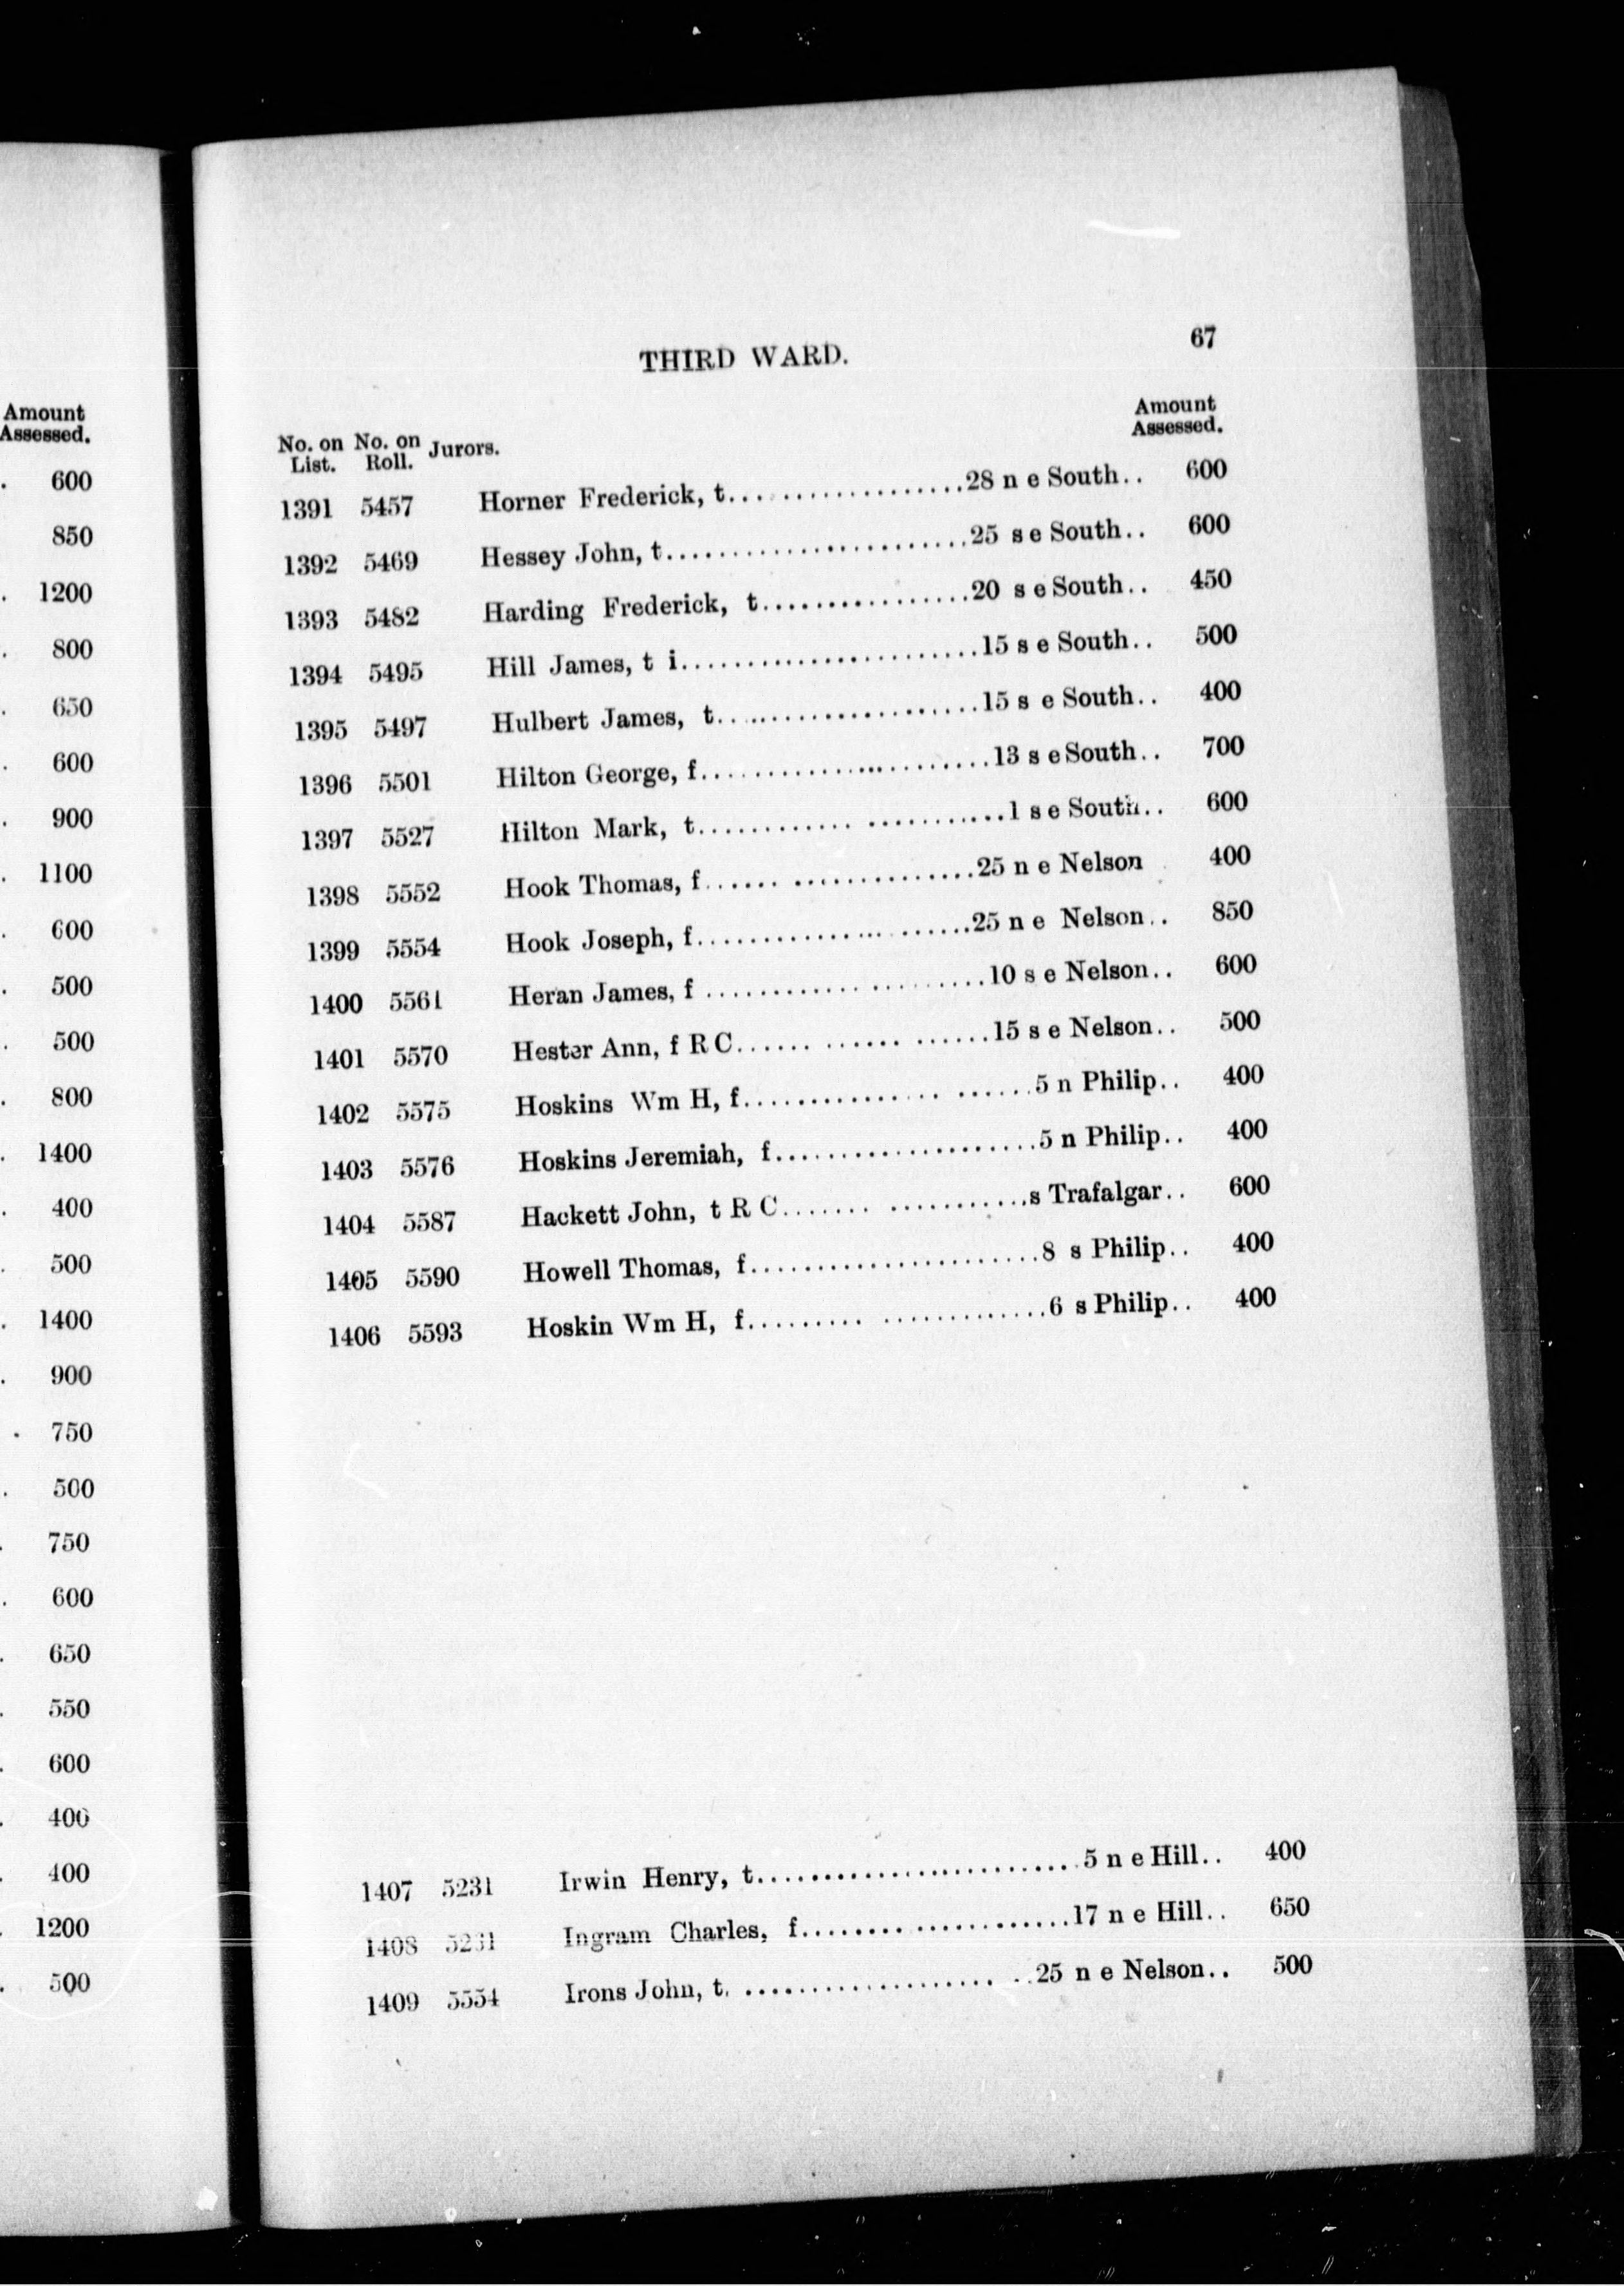 Amount
Assessed.
. 600
850
. 1200
. 800
. 650
. 600
. 900
. 1100
. 600
. 500
. 500
. 800
. 1400
. 400
. 500
. 1400
. 900
. 750
. 500
. 750
. 600
. 650
. 550
. 600
. 400
. 400
. 1200
. 500
THIRD WARD. 67
No. on List. No. on Roll. Jurors. Amount Assessed.
1391 5457 Horner Frederick, t..................28 n e South.. 600
1392 5469 Hessey John, t.......................25 s e South.. 600
1393 5482 Harding Frederick, t................20 s e South.. 450
1394 5495 Hill James, t i.......................15 s e South.. 500
1395 5497 Hulbert James, t....................15 s e South.. 400
1396 5501 Hilton George, f......................13 s e South.. 700
1397 5527 Hilton Mark, t............ ...........1 s e South.. 600
1398 5552 Hook Thomas, f...... ..............25 n e Nelson 400
1399 5554 Hook Joseph, f.............. ......25 n e Nelson.. 850
1400 5561 Heran James, f ............ .........10 s e Nelson.. 600
1401 5570 Hester Ann, f R C...... ...... ......15 s e Nelson.. 500
1402 5575 Hoskins Wm H, f............... ......5 n Philip.. 400
1403 5576 Hoskins Jeremiah, f....................5 n Philip.. 400
1404 5587 Hackett John, t R C....... ...........s Trafalgar.. 600
1405 5590 Howell Thomas, f......................8 s Philip.. 400
1406 5593 Hoskin Wm H, f......... .............6 s Philip.. 400
1407 5231 Irwin Henry, t........................5 n e Hill.. 400
1408 Ingram Charles, f........ ............17 n e Hill.. 650
1409 5554 Irons John, t. ................... ..25 n e Nelson.. 500